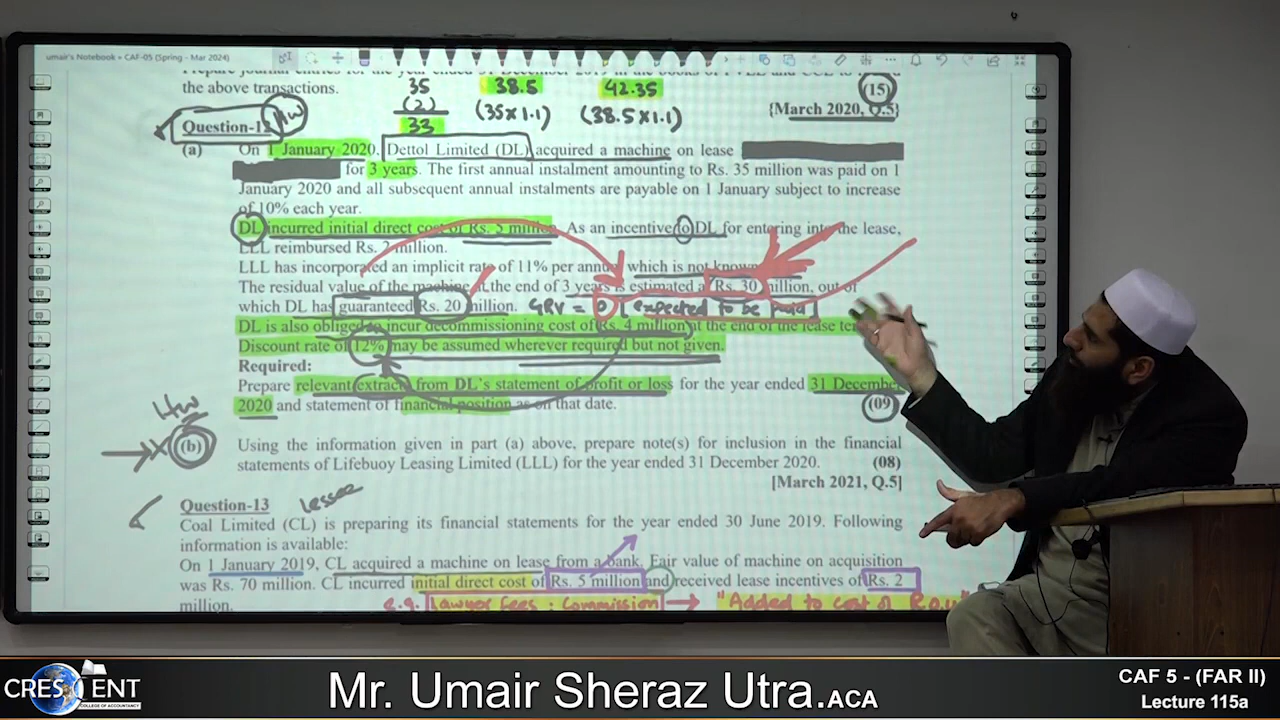 umair's Notebook • CAF-05 (Spring - Mar 2024)
the above transactions.
(15)
[March 2020, Q.5]
35 38.5 42.35
(2) (35x1.1) (38.5x1.1)
33
Question-12 HW
(a) On 1 January 2020, Dettol Limited (DL) acquired a machine on lease
for 3 years. The first annual instalment amounting to Rs. 35 million was paid on 1
January 2020 and all subsequent annual instalments are payable on 1 January subject to increase
of 10% each year.
DL incurred initial direct cost of Rs. 5 million. As an incentive to DL for entering into the lease,
LLL reimbursed Rs. 2 million.
LLL has incorporated an implicit rate of 11% per annum which is not known
The residual value of the machine at the end of 3 years is estimated at Rs. 30 million, out of
which DL has guaranteed Rs. 20 million. GRV = 0 expected to be paid
DL is also obliged to incur decommissioning cost of Rs. 4 million at the end of the lease
Discount rate of 12% may be assumed wherever required but not given.
Required:
Prepare relevant extracts from DL's statement of profit or loss for the year ended 31 December
2020 and statement of financial position as on that date. (09)
HW
(b) Using the information given in part (a) above, prepare note(s) for inclusion in the financial
statements of Lifebuoy Leasing Limited (LLL) for the year ended 31 December 2020. (08)
[March 2021, Q.5]
Question-13 lessee
Coal Limited (CL) is preparing its financial statements for the year ended 30 June 2019. Following
information is available:
On 1 January 2019, CL acquired a machine on lease from a bank. Fair value of machine on acquisition
was Rs. 70 million. CL incurred initial direct cost of Rs. 5 million and received lease incentives of Rs. 2
million.
e.g. Lawyer Fees ; Commission → "Added to cost of R.O.U"
CRESCENT
COLLEGE OF ACCOUNTANCY
Mr. Umair Sheraz Utra.ACA
CAF 5 - (FAR II)
Lecture 115a